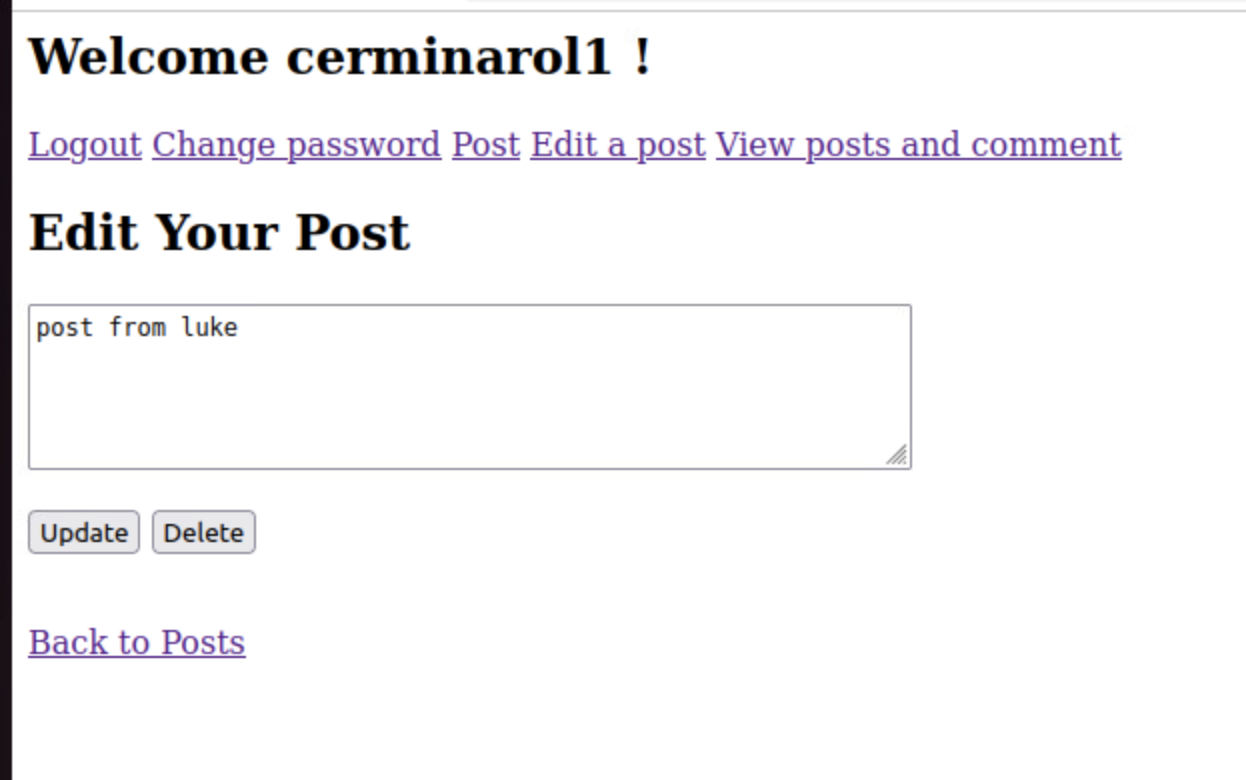 Welcome cerminarol1 !
Logout Change password Post Edit a post View posts and comment
Edit Your Post
post from luke
Update Delete
Back to Posts